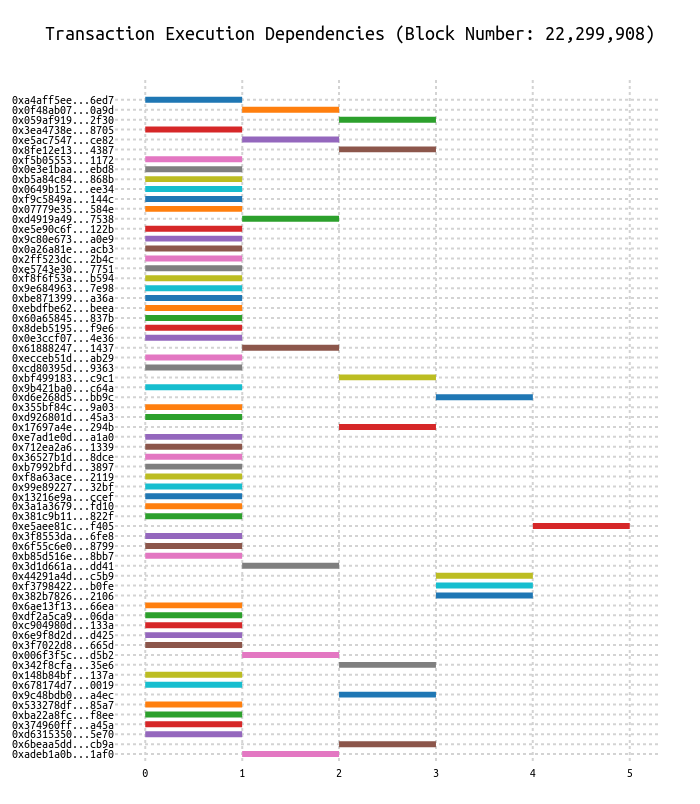 Transaction Execution Dependencies (Block Number: 22,299,908)
0xa4aff5ee...6ed7
0x0f48ab07...0a9d
0x059af919...2f30
0x3ea4738e...8705
0xe5ac7547...ce82
0x8fe12e13...4387
0xf5b05553...1172
0x0e3e1baa...ebd8
0xb5a84c84...868b
0x0649b152...ee34
0xf9c5849a...144c
0x07779e35...584e
0xd4919a49...7538
0xe5e90c6f...122b
0x9c80e673...a0e9
0x0a26a81e...acb3
0x2ff523dc...2b4c
0xe5743e30...7751
0xf8f6f53a...b594
0x9e684963...7e98
0xbe871399...a36a
0xebdfbe62...beea
0x60a65845...837b
0x8deb5195...f9e6
0x0e3ccf07...4e36
0x61888247...1437
0xecceb51d...ab29
0xcd80395d...9363
0xbf499183...c9c1
0x9b421ba0...c64a
0xd6e268d5...bb9c
0x355bf84c...9a03
0xd926801d...45a3
0x17697a4e...294b
0xe7ad1e0d...a1a0
0x712ea2a6...1339
0x36527b1d...8dce
0xb7992bfd...3897
0xf8a63ace...2119
0x99e89227...32bf
0x13216e9a...ccef
0x3a1a3679...fd10
0x381c9b11...822f
0xe5aee81c...f405
0x3f8553da...6fe8
0x6f55c6e0...8799
0xb85d516e...8bb7
0x3d1d661a...dd41
0x44291a4d...c5b9
0xf3798422...b0fe
0x382b7826...2106
0x6ae13f13...66ea
0xdf2a5ca9...06da
0xc904980d...133a
0x6e9f8d2d...d425
0x3f7022d8...665d
0x006f3f5c...d5b2
0x342f8cfa...35e6
0x148b84bf...137a
0x678174d7...0019
0x9c48bdb0...a4ec
0x533278df...85a7
0xba22a8fc...f8ee
0x374960ff...a45a
0xd6315350...5e70
0x6beaa5dd...cb9a
0xadeb1a0b...1af0
0 1 2 3 4 5